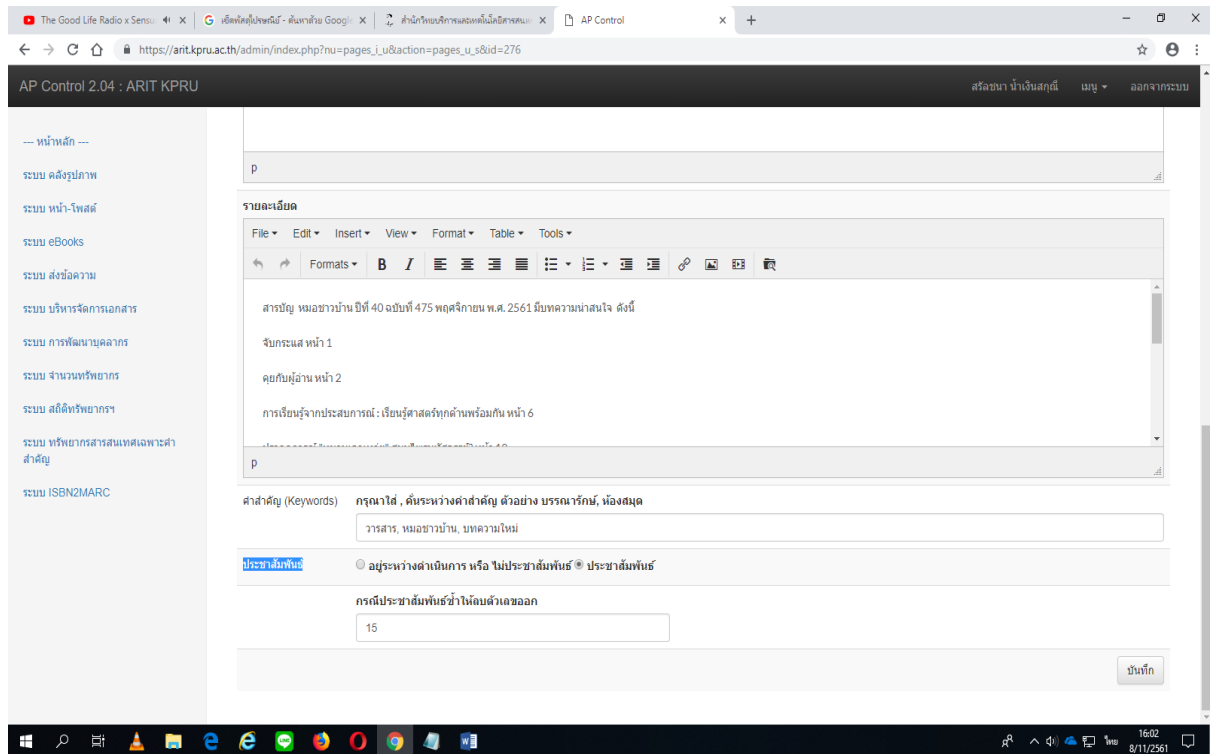 The Good Life Radio x Sensu
เช็คพัสดุไปรษณีย์ - ค้นหาด้วย Google
สำนักวิทยบริการและเทคโนโลยีสารสนเท
AP Control
https://arit.kpru.ac.th/admin/index.php?nu=pages_i_u&action=pages_u_s&id=276
AP Control 2.04 : ARIT KPRU
สรัลชนา น้ำเงินสกุณี
เมนู
ออกจากระบบ
--- หน้าหลัก ---
ระบบ คลังรูปภาพ
ระบบ หน้า-โพสต์
ระบบ eBooks
ระบบ ส่งข้อความ
ระบบ บริหารจัดการเอกสาร
ระบบ การพัฒนาบุคลากร
ระบบ จำนวนทรัพยากร
ระบบ สถิติทรัพยากรฯ
ระบบ ทรัพยากรสารสนเทศเฉพาะคำ
สำคัญ
ระบบ ISBN2MARC
p
รายละเอียด
File Edit Insert View Format Table Tools
Formats B I
สารบัญ หมอชาวบ้าน ปีที่ 40 ฉบับที่ 475 พฤศจิกายน พ.ศ. 2561 มีบทความน่าสนใจ ดังนี้
จับกระแส หน้า 1
คุยกับผู้อ่าน หน้า 2
การเรียนรู้จากประสบการณ์ : เรียนรู้ศาสตร์ทุกด้านพร้อมกัน หน้า 6
p
คำสำคัญ (Keywords)
กรุณาใส่ , คั่นระหว่างคำสำคัญ ตัวอย่าง บรรณารักษ์, ห้องสมุด
วารสาร, หมอชาวบ้าน, บทความใหม่
ประชาสัมพันธ์
อยู่ระหว่างดำเนินการ หรือ ไม่ประชาสัมพันธ์ ประชาสัมพันธ์
กรณีประชาสัมพันธ์ซ้ำให้ลบตัวเลขออก
15
บันทึก
ไทย
16:02
8/11/2561